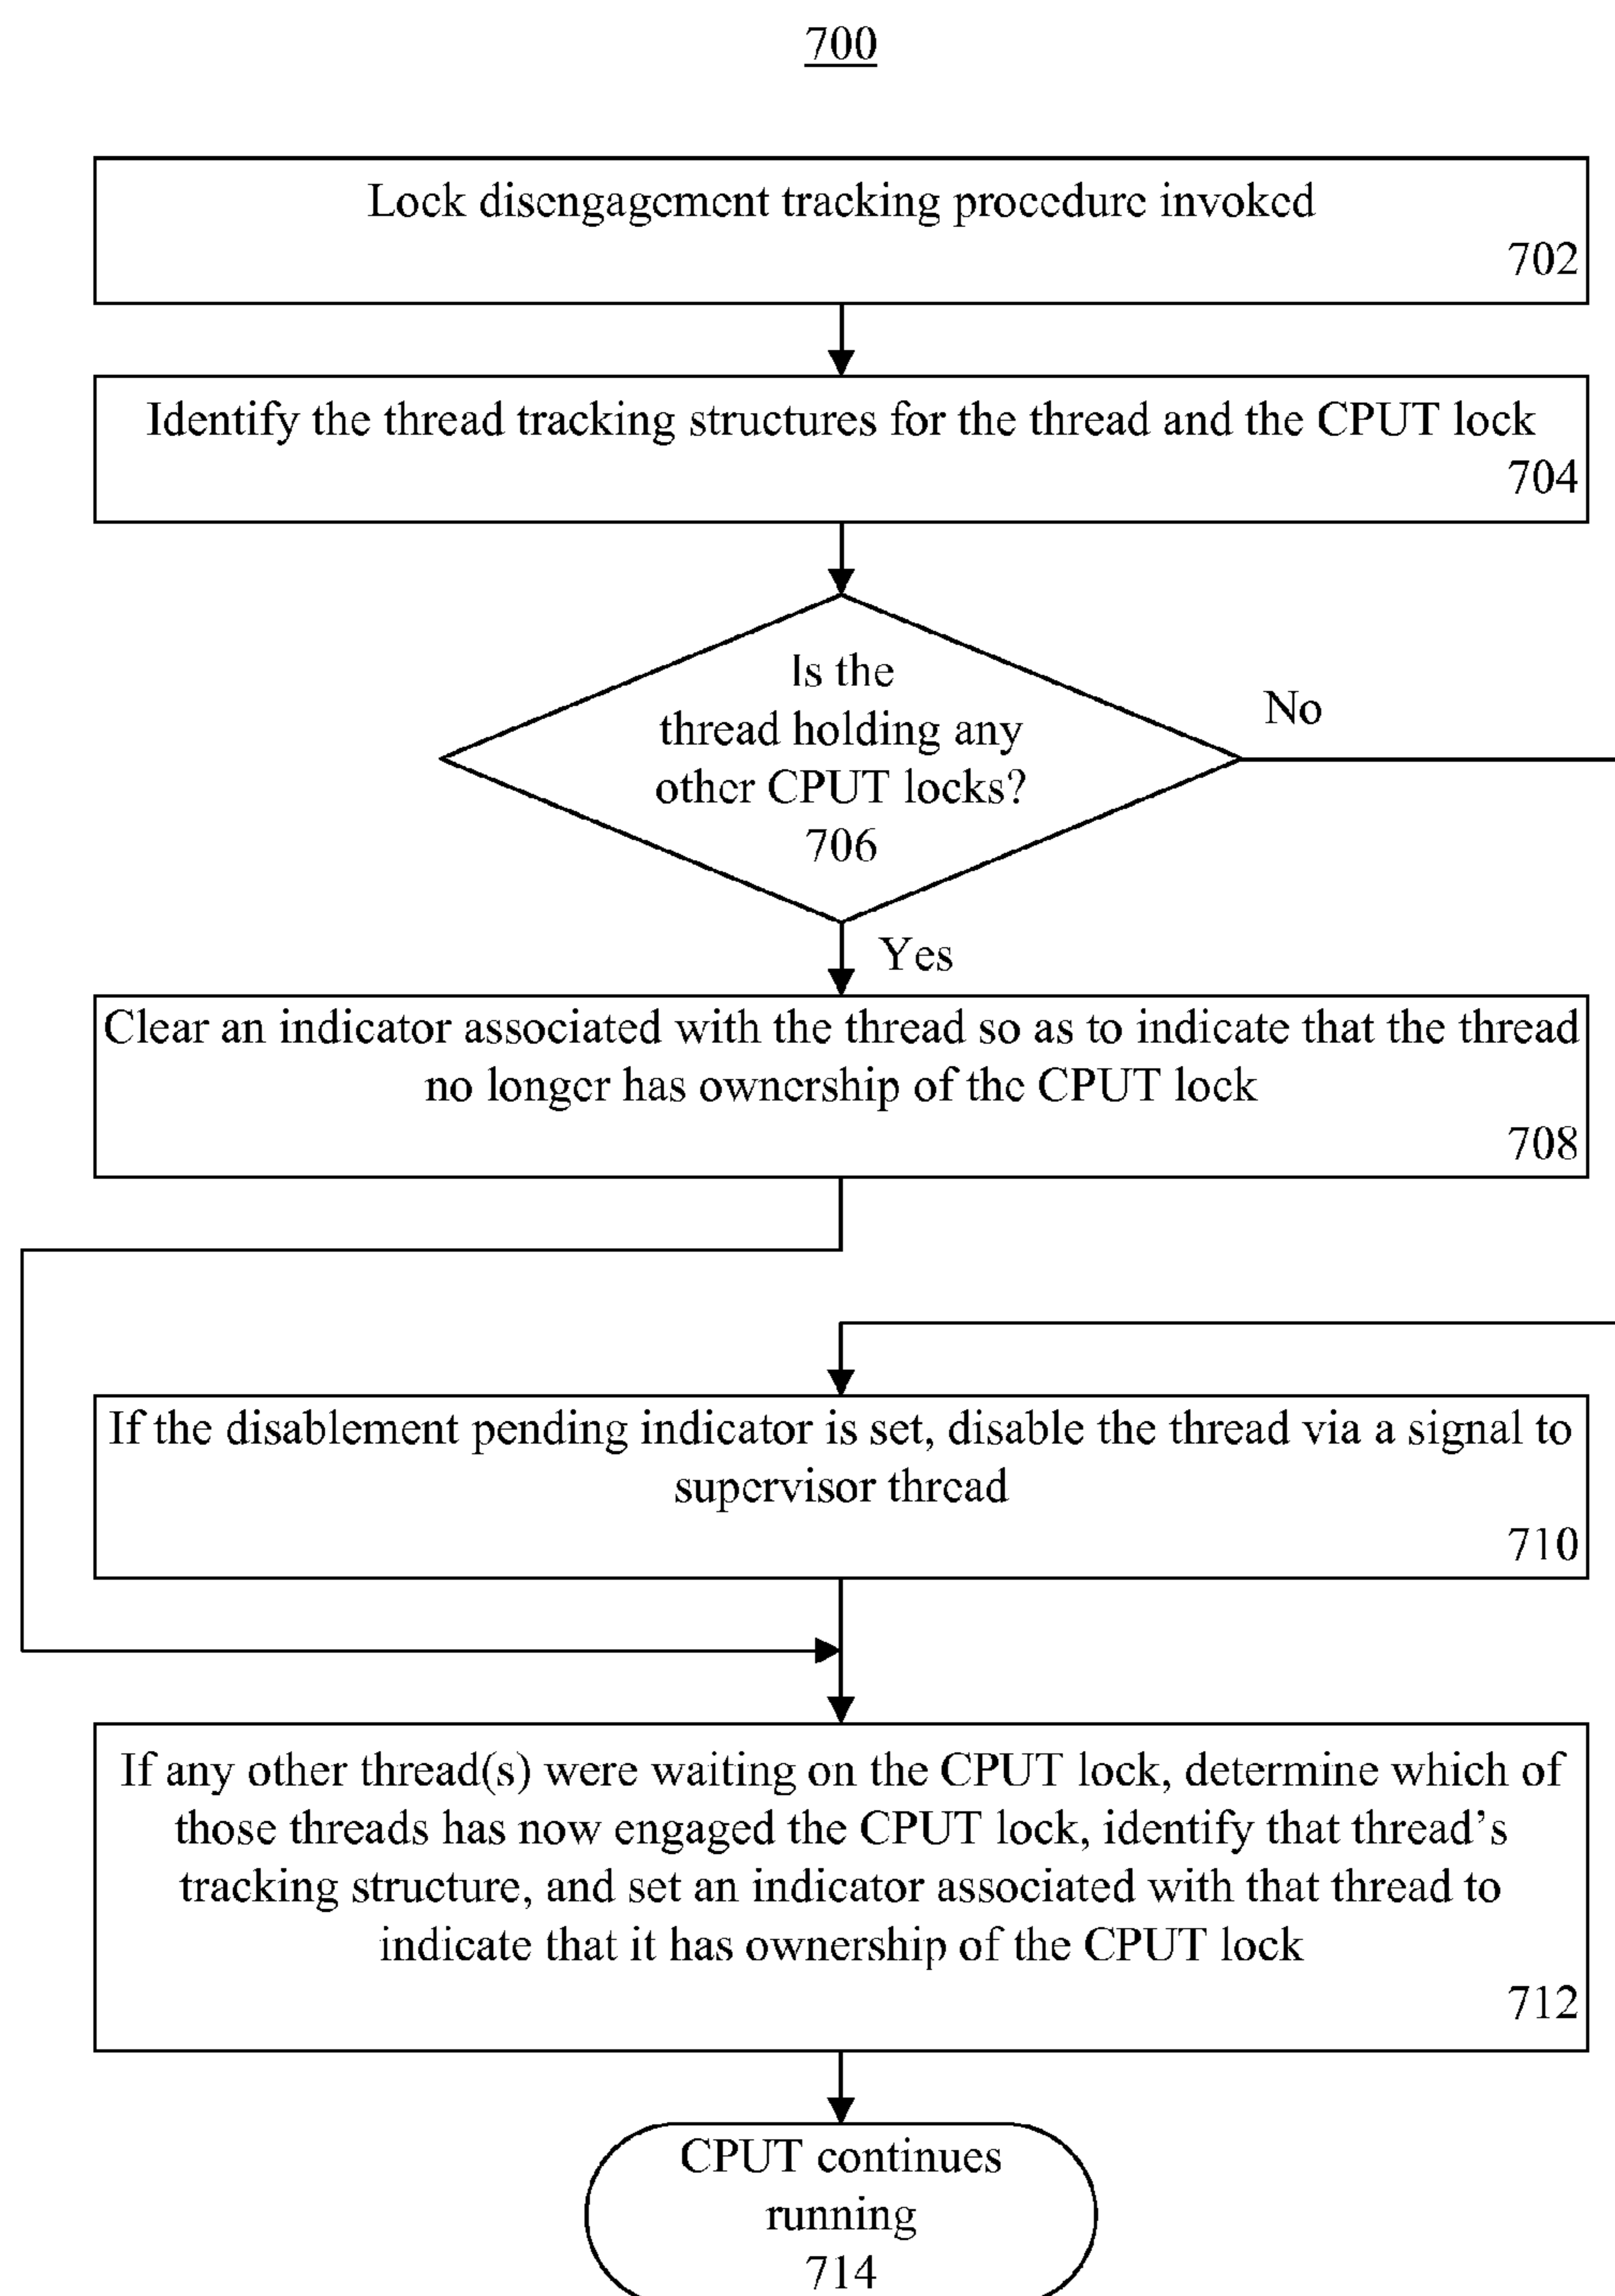 700
Lock disengagement tracking procedure invoked
702
Identify the thread tracking structures for the thread and the CPUT lock
704
Is the
thread holding any
other CPUT locks?
706
No
Yes
Clear an indicator associated with the thread so as to indicate that the thread
no longer has ownership of the CPUT lock
708
If the disablement pending indicator is set, disable the thread via a signal to
supervisor thread
710
If any other thread(s) were waiting on the CPUT lock, determine which of
those threads has now engaged the CPUT lock, identify that thread's
tracking structure, and set an indicator associated with that thread to
indicate that it has ownership of the CPUT lock
712
CPUT continues
running
714